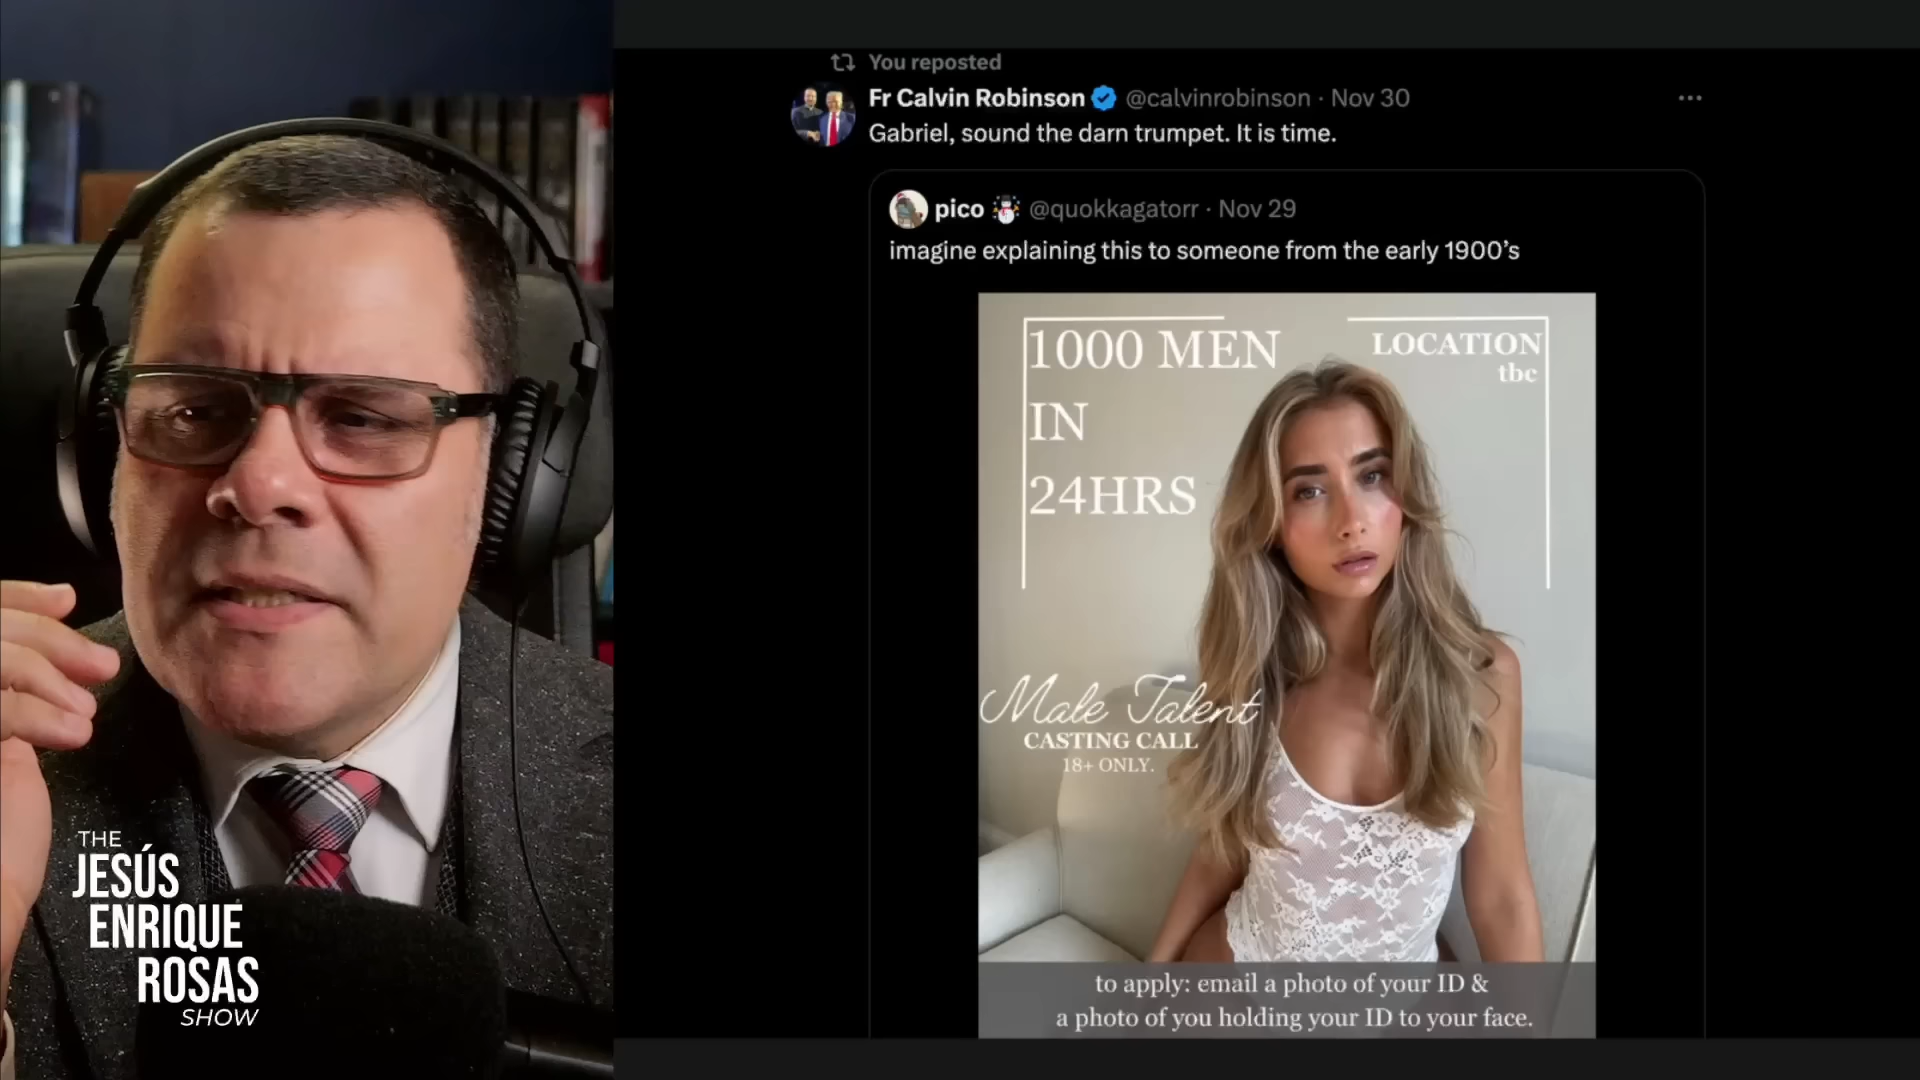 You reposted
Fr Calvin Robinson @calvinrobinson · Nov 30
Gabriel, sound the darn trumpet. It is time.
pico @quokkagatorr · Nov 29
imagine explaining this to someone from the early 1900’s
1000 MEN
IN
24HRS
LOCATION
tbc
Male Talent
CASTING CALL
18+ ONLY.
to apply: email a photo of your ID &
a photo of you holding your ID to your face.
THE
JESÚS
ENRIQUE
ROSAS
SHOW